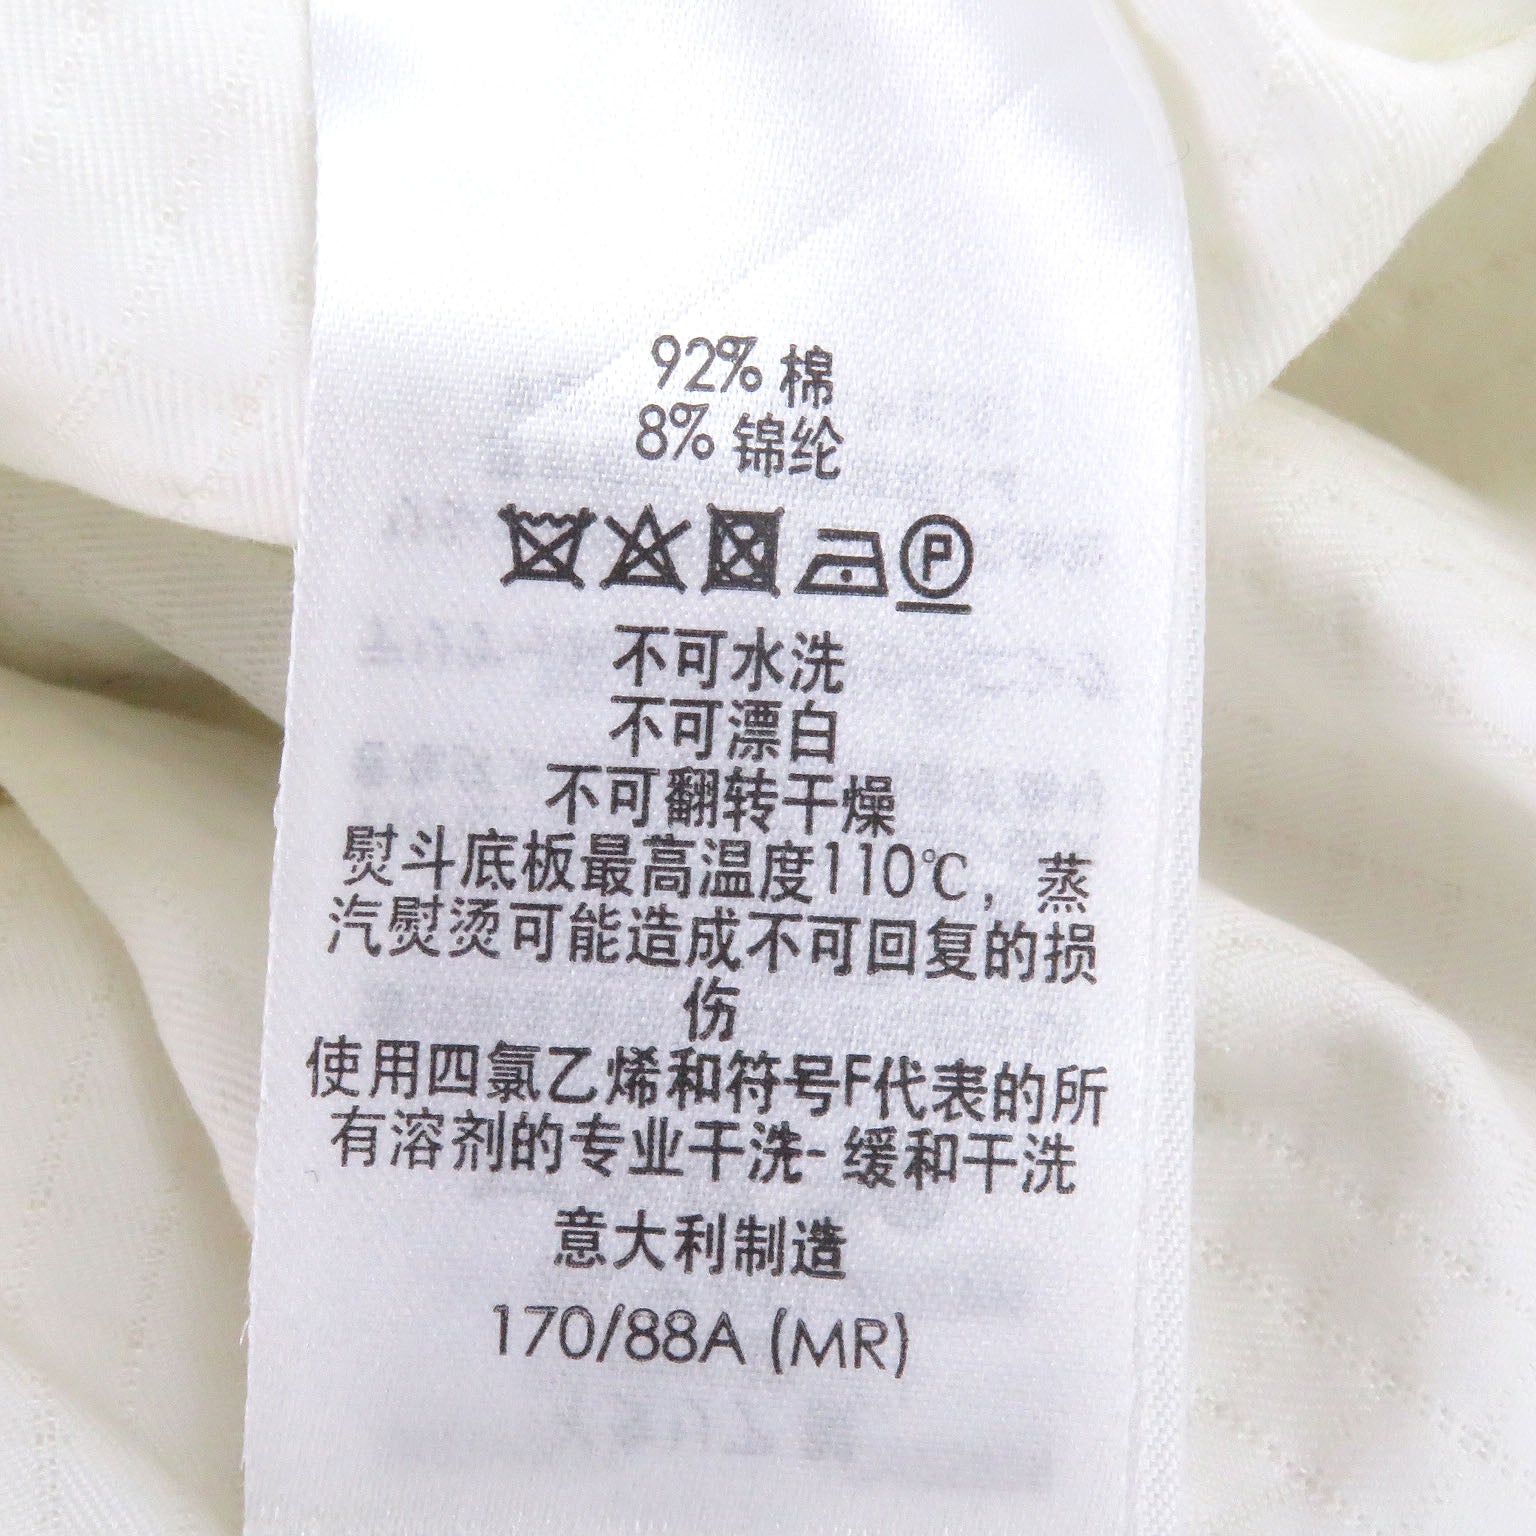 92% 棉
8% 锦纶
P
不可水洗
不可漂白
不可翻转干燥
熨斗底板最高温度110℃，蒸
汽熨烫可能造成不可回复的损
伤
使用四氯乙烯和符号F代表的所
有溶剂的专业干洗- 缓和干洗
意大利制造
170/88A (MR)